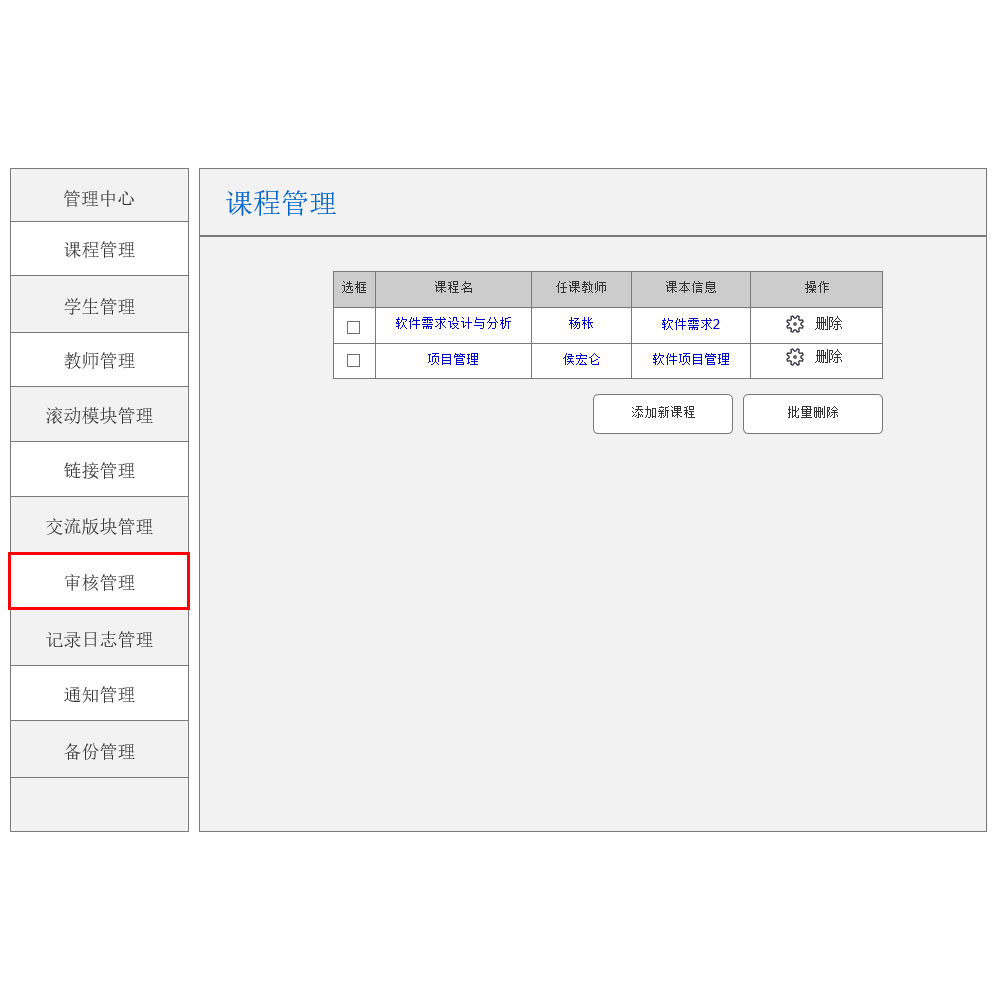 管理中心
课程管理
学生管理
教师管理
滚动模块管理
链接管理
交流版块管理
审核管理
记录日志管理
通知管理
备份管理
课程管理
选框 课程名 任课教师 课本信息 操作
软件需求设计与分析 杨枨 软件需求2 删除
项目管理 侯宏仑 软件项目管理 删除
添加新课程 批量删除